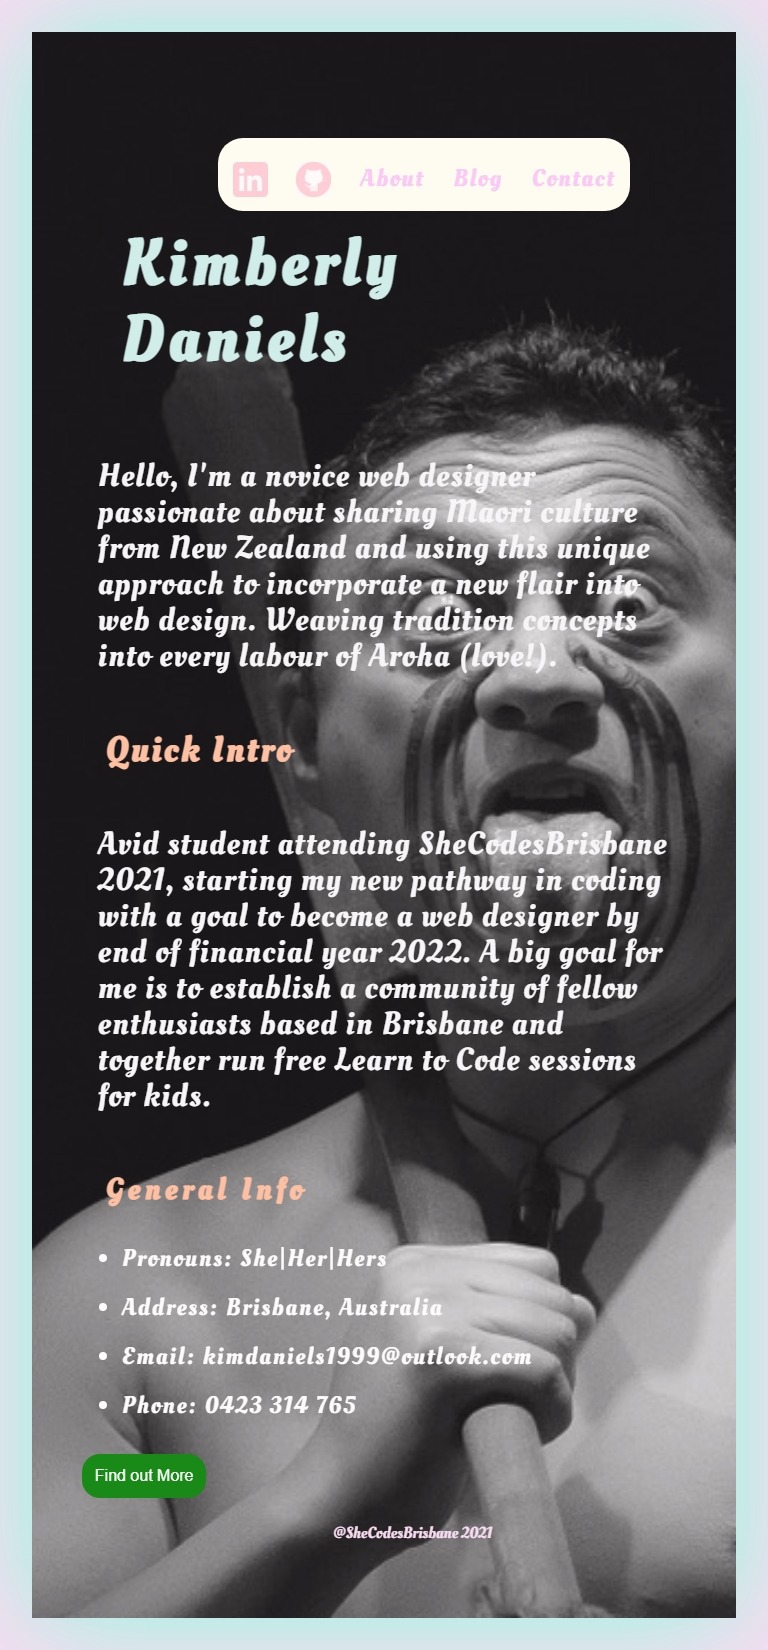 in About Blog Contact
Kimberly
Daniels
Hello, I'm a novice web designer
passionate about sharing Maori culture
from New Zealand and using this unique
approach to incorporate a new flair into
web design. Weaving tradition concepts
into every labour of Aroha (love!).
Quick Intro
Avid student attending SheCodesBrisbane
2021, starting my new pathway in coding
with a goal to become a web designer by
end of financial year 2022. A big goal for
me is to establish a community of fellow
enthusiasts based in Brisbane and
together run free Learn to Code sessions
for kids.
General Info
• Pronouns: She|Her|Hers
• Address: Brisbane, Australia
• Email: kimdaniels1999@outlook.com
• Phone: 0423 314 765
Find out More
@SheCodesBrisbane 2021